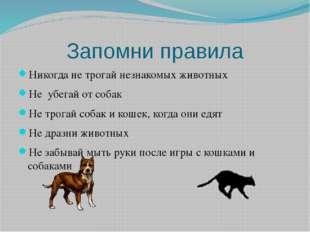 Запомни правила
Никогда не трогай незнакомых животных
Не убегай от собак
Не трогай собак и кошек, когда они едят
Не дразни животных
Не забывай мыть руки после игры с кошками и
собаками